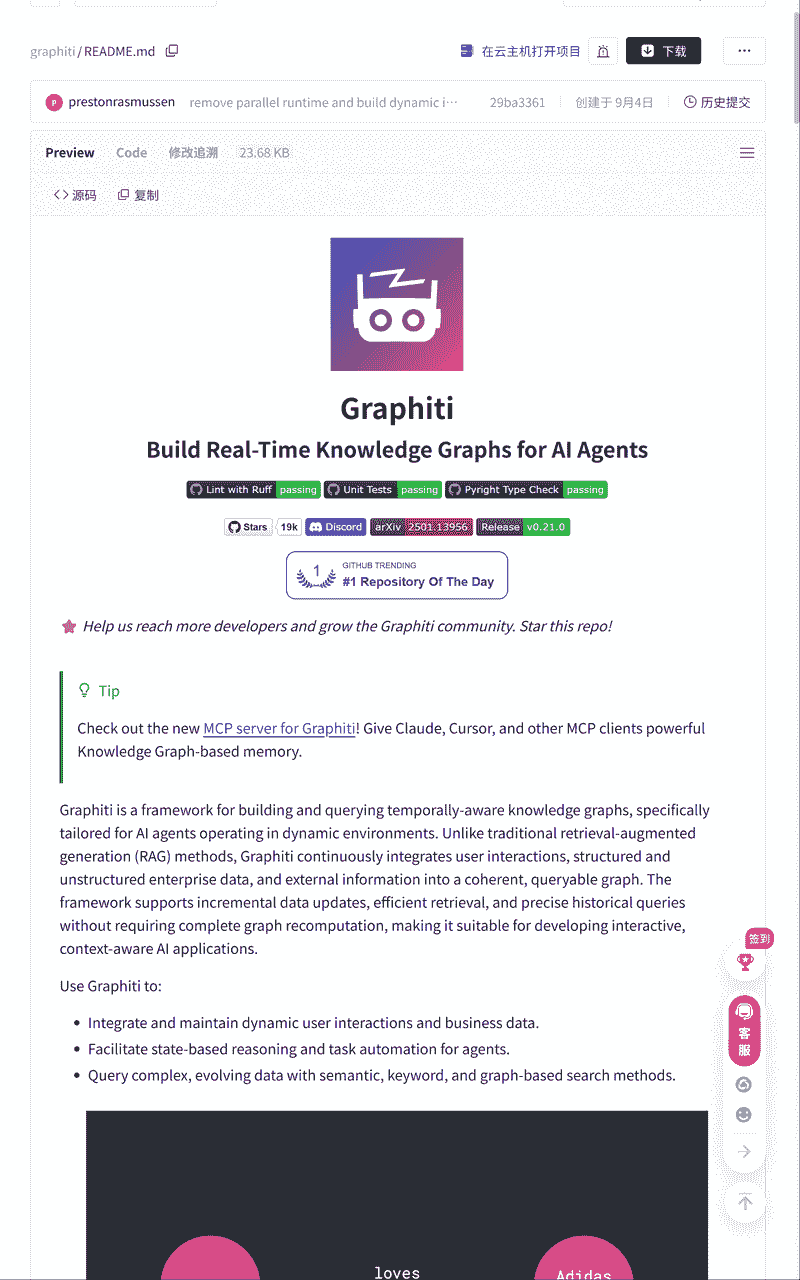 graphiti / README.md
在云主机打开项目
下载
prestonrasmussen remove parallel runtime and build dynamic i··· 29ba3361 创建于 9月4日 历史提交
Preview Code 修改追溯 23.68 KB
源码 复制
Graphiti
Build Real-Time Knowledge Graphs for AI Agents
Lint with Ruff passing Unit Tests passing Pyright Type Check passing
Stars 19k Discord arXiv 2501.13956 Release v0.21.0
1 GITHUB TRENDING
#1 Repository Of The Day
Help us reach more developers and grow the Graphiti community. Star this repo!
Tip
Check out the new MCP server for Graphiti! Give Claude, Cursor, and other MCP clients powerful
Knowledge Graph-based memory.
Graphiti is a framework for building and querying temporally-aware knowledge graphs, specifically
tailored for AI agents operating in dynamic environments. Unlike traditional retrieval-augmented
generation (RAG) methods, Graphiti continuously integrates user interactions, structured and
unstructured enterprise data, and external information into a coherent, queryable graph. The
framework supports incremental data updates, efficient retrieval, and precise historical queries
without requiring complete graph recomputation, making it suitable for developing interactive,
context-aware AI applications.
签到
Use Graphiti to:
• Integrate and maintain dynamic user interactions and business data.
• Facilitate state-based reasoning and task automation for agents.
• Query complex, evolving data with semantic, keyword, and graph-based search methods.
客
服
loves
Adidas